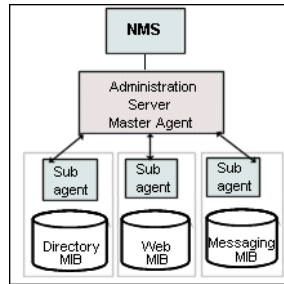 NMS
Administration
Server
Master Agent
Sub
agent
Sub
agent
Sub
agent
Directory
MIB
Web
MIB
Messaging
MIB